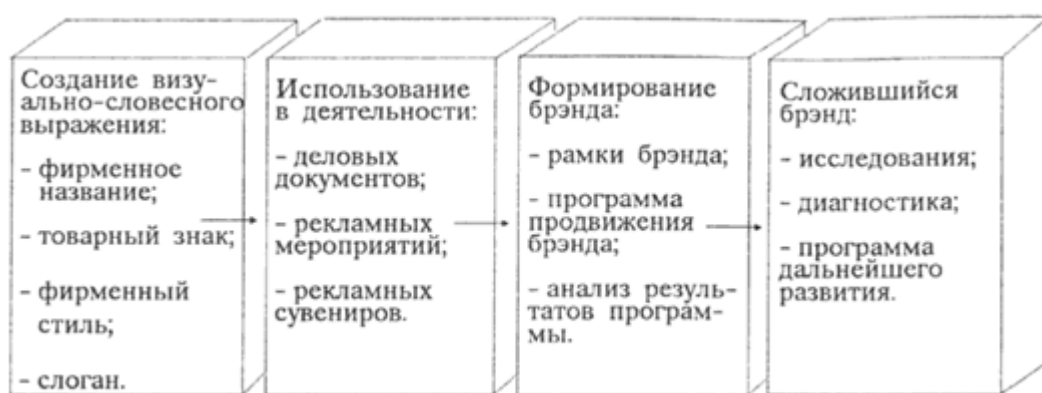 Создание визу-
ально-словесного
выражения:
- фирменное
название;
- товарный знак;
- фирменный
стиль;
- слоган.
Использование
в деятельности:
- деловых
документов;
- рекламных
мероприятий;
- рекламных
сувениров.
Формирование
брэнда:
- рамки брэнда;
- программа
продвижения
брэнда;
- анализ резуль-
татов програм-
мы.
Сложившийся
брэнд:
- исследования;
- диагностика;
- программа
дальнейшего
развития.